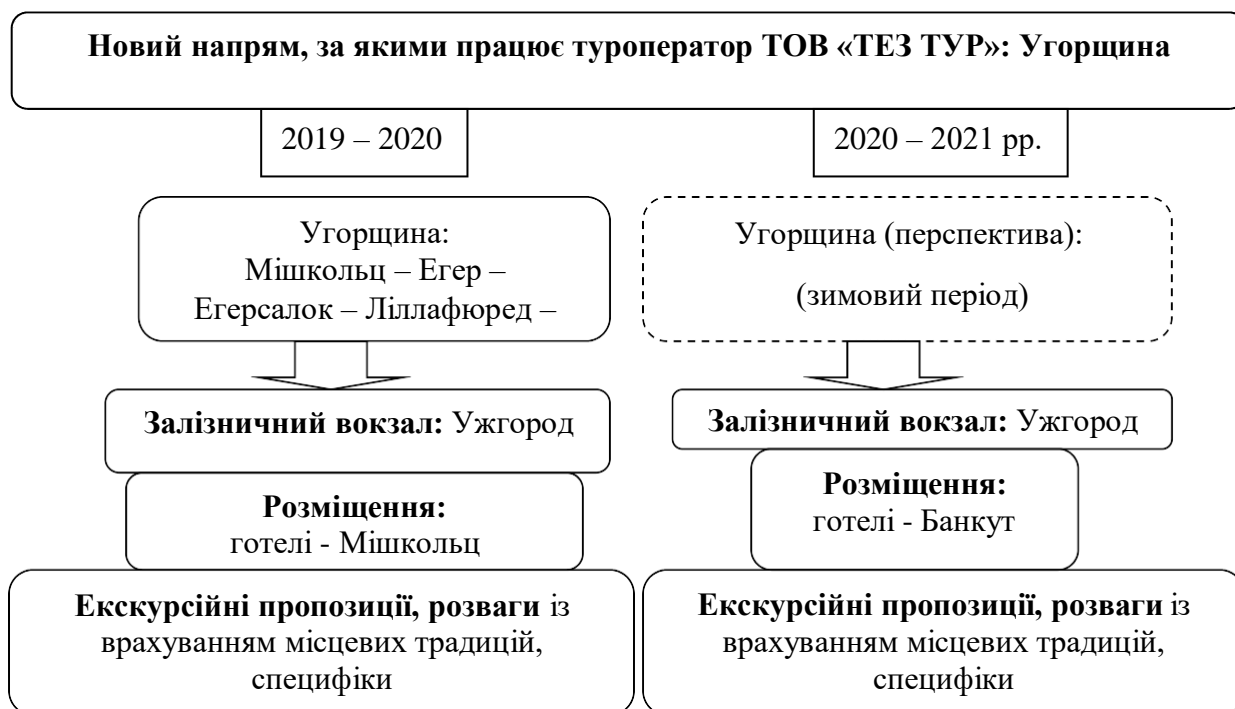 Новий напрям, за якими працює туроператор ТОВ «ТЕЗ ТУР»: Угорщина
2019 – 2020
2020 – 2021 рр.
Угорщина:
Мішкольц – Егер –
Егерсалок – Ліллафюред –
Угорщина (перспектива):
(зимовий період)
Залізничний вокзал: Ужгород
Залізничний вокзал: Ужгород
Розміщення:
готелі - Мішкольц
Розміщення:
готелі - Банкут
Екскурсійні пропозиції, розваги із
врахуванням місцевих традицій,
специфіки
Екскурсійні пропозиції, розваги із
врахуванням місцевих традицій,
специфіки